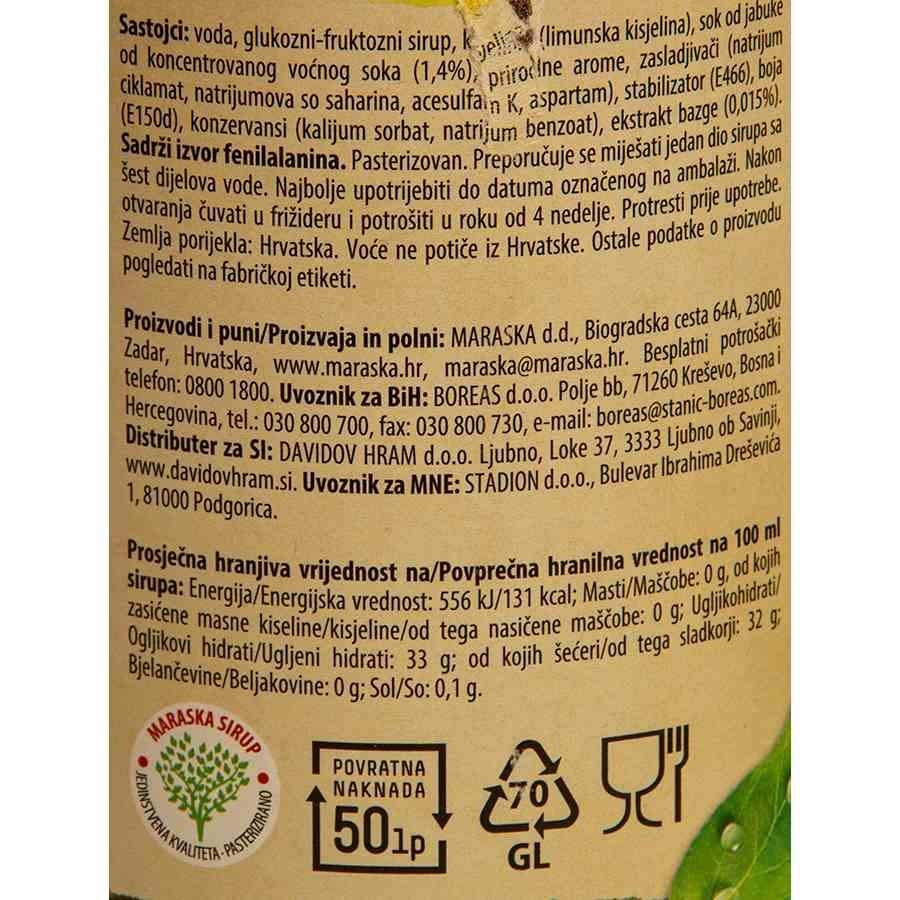 Sastojci: voda, glukozni-fruktozni sirup, (limunska kisjelina), sok od jabuke
od koncentrovanog voćnog soka (1,4%), prirodne arome, zaslađivači (natrijum
ciklamat, natrijumova so saharina, acesulfam K, aspartam), stabilizator (E466), boja
(E150d), konzervansi (kalijum sorbat, natrijum benzoat), ekstrakt bazge (0,015%).
Sadrži izvor fenilalanina. Pasterizovan. Preporučuje se miješati jedan dio sirupa sa
šest dijelova vode. Najbolje upotrijebiti do datuma označenog na ambalaži. Nakon
otvaranja čuvati u frižideru i potrošiti u roku od 4 nedelje. Protresti prije upotrebe.
Zemlja porijekla: Hrvatska. Voće ne potiče iz Hrvatske. Ostale podatke o proizvodu
pogledati na fabričkoj etiketi.
Proizvodi i puni/Proizvaja in polni: MARASKA d.d., Biogradska cesta 64A, 23000
Zadar, Hrvatska, www.maraska.hr, maraska@maraska.hr. Besplatni potrošački
telefon: 0800 1800. Uvoznik za BiH: BOREAS d.o.o. Polje bb, 71260 Kreševo, Bosna i
Hercegovina, tel.: 030 800 700, fax: 030 800 730, e-mail: boreas@stanic-boreas.com.
Distributer za SI: DAVIDOV HRAM d.o.o. Ljubno, Loke 37, 3333 Ljubno ob Savinji,
www.davidovhram.si. Uvoznik za MNE: STADION d.o.o., Bulevar Ibrahima Dreševića
1, 81000 Podgorica.
Prosječna hranjiva vrijednost na/Povprečna hranilna vrednost na 100 ml
sirupa: Energija/Energijska vrednost: 556 kJ/131 kcal; Masti/Maščobe: 0 g, od kojih
zasićene masne kiseline/kisjeline/od tega nasičene maščobe: 0 g; Ugljikohidrati/
Ogljikovi hidrati/Ugljeni hidrati: 33 g; od kojih šećeri/od tega sladkorji: 32 g;
Bjelančevine/Beljakovine: 0 g; Sol/So: 0,1 g.
MARASKA SIRUP
JEDINSTVENA KVALITETA-PASTERIZIRANO
POVRATNA
NAKNADA
50lp
70
GL